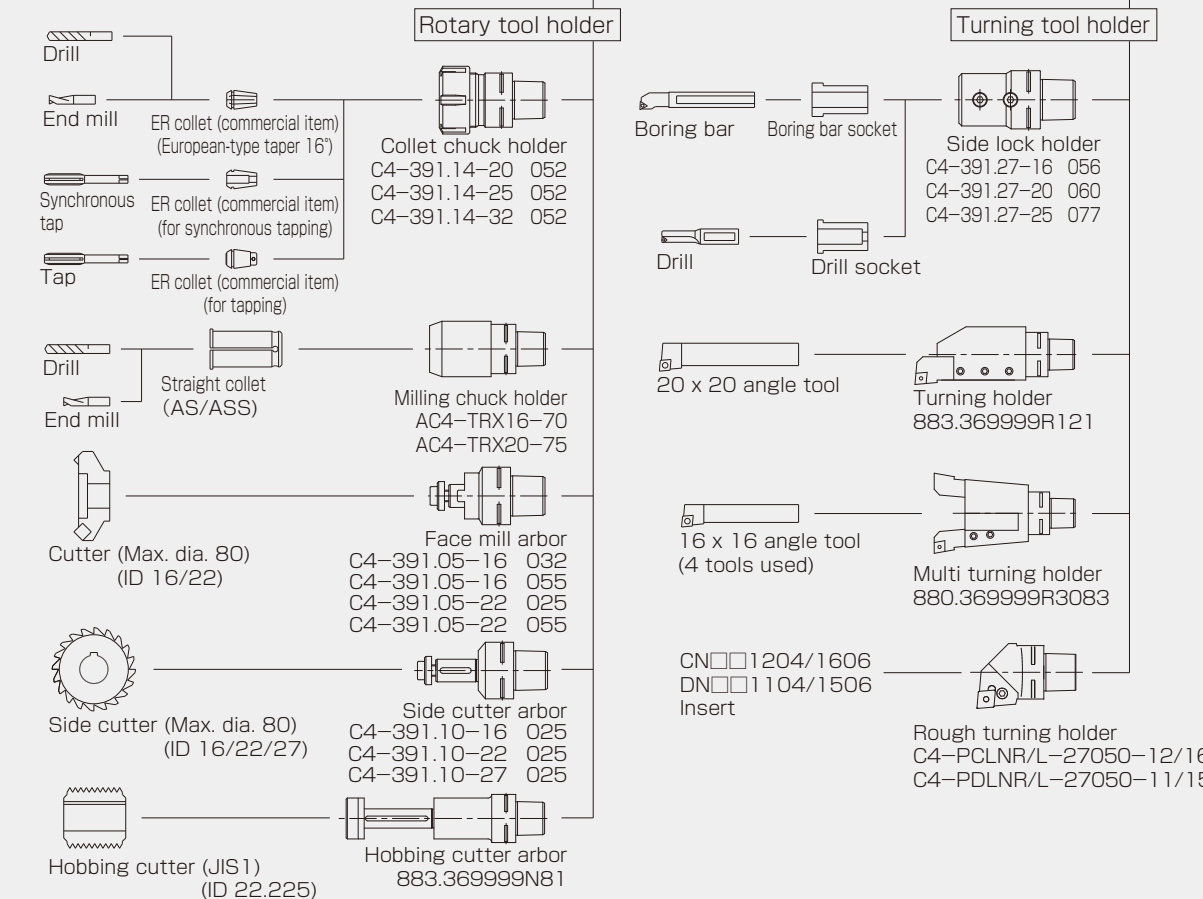 Rotary tool holder
Drill
End mill
ER collet (commercial item)
(European-type taper 16°)
Collet chuck holder
C4-391.14-20 052
C4-391.14-25 052
C4-391.14-32 052
Synchronous
tap
ER collet (commercial item)
(for synchronous tapping)
Tap
ER collet (commercial item)
(for tapping)
Drill
End mill
Straight collet
(AS/ASS)
Milling chuck holder
AC4-TRX16-70
AC4-TRX20-75
Cutter (Max. dia. 80)
(ID 16/22)
Face mill arbor
C4-391.05-16 032
C4-391.05-16 055
C4-391.05-22 025
C4-391.05-22 055
Side cutter (Max. dia. 80)
(ID 16/22/27)
Side cutter arbor
C4-391.10-16 025
C4-391.10-22 025
C4-391.10-27 025
Hobbing cutter (JIS1)
(ID 22.225)
Hobbing cutter arbor
883.369999N81
Turning tool holder
Boring bar
Boring bar socket
Side lock holder
C4-391.27-16 056
C4-391.27-20 060
C4-391.27-25 077
Drill
Drill socket
20 x 20 angle tool
Turning holder
883.369999R121
16 x 16 angle tool
(4 tools used)
Multi turning holder
880.369999R3083
CN□□1204/1606
DN□□1104/1506
Insert
Rough turning holder
C4-PCLNR/L-27050-12/16
C4-PDLNR/L-27050-11/15